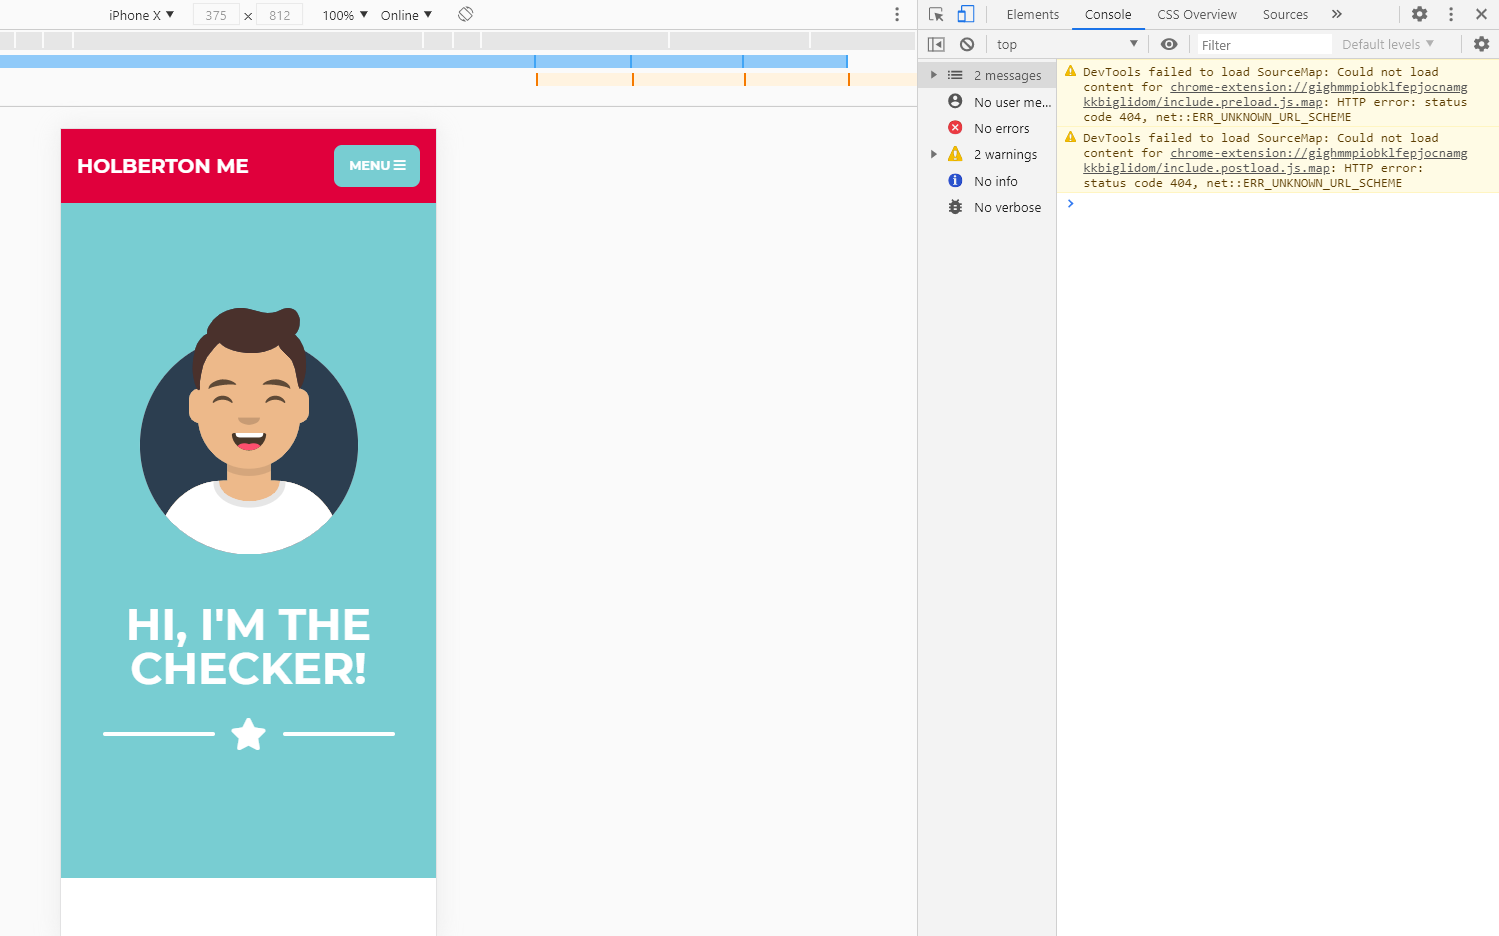 iPhone X 375 × 812 100% Online
Elements Console CSS Overview Sources »
top Filter Default levels
2 messages
No user me...
No errors
2 warnings
No info
No verbose
DevTools failed to load SourceMap: Could not load
content for chrome-extension://gighmmpiobklfepjocnamg
kkbiglidom/include.preload.js.map: HTTP error: status
code 404, net::ERR_UNKNOWN_URL_SCHEME
DevTools failed to load SourceMap: Could not load
content for chrome-extension://gighmmpiobklfepjocnamg
kkbiglidom/include.postload.js.map: HTTP error:
status code 404, net::ERR_UNKNOWN_URL_SCHEME
HOLBERTON ME MENU
HI, I'M THE
CHECKER!